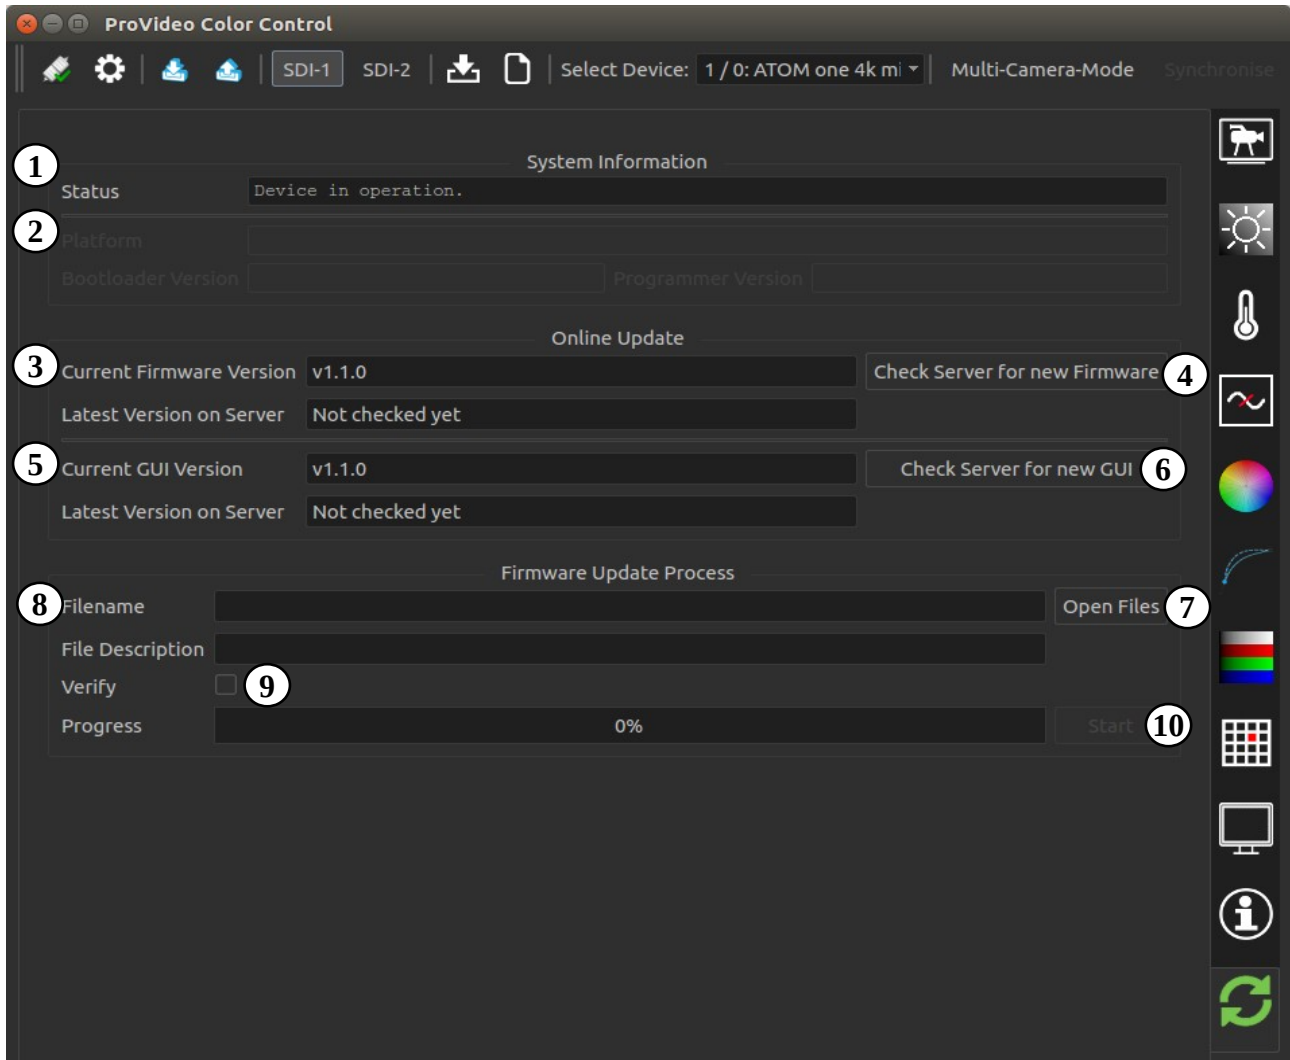 ProVideo Color Control
SDI-1 SDI-2 Select Device: 1 / 0: ATOM one 4k mi Multi-Camera-Mode Synchronise
System Information
1
Status Device in operation.
2
Platform
Bootloader Version Programmer Version
Online Update
3 Current Firmware Version v1.1.0 Check Server for new Firmware 4
Latest Version on Server Not checked yet
5 Current GUI Version v1.1.0 Check Server for new GUI 6
Latest Version on Server Not checked yet
Firmware Update Process
8 Filename Open Files 7
File Description
Verify 9
Progress 0% Start 10